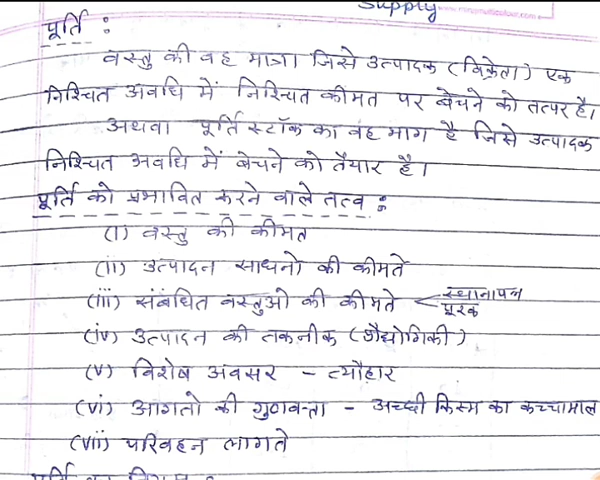 Supply
पूर्ति :
वस्तु की वह मात्रा जिसे उत्पादक (विक्रेता) एक
निश्चित अवधि में निश्चित कीमत पर बेचने को तत्पर है।
अथवा पूर्ति स्टॉक का वह भाग है जिसे उत्पादक
निश्चित अवधि में बेचने को तैयार है।
पूर्ति को प्रभावित करने वाले तत्व :
(i) वस्तु की कीमत
(ii) उत्पादन साधनो की कीमते
(iii) संबंधित वस्तुओ की कीमते < स्थानापन्न
पूरक
(iv) उत्पादन की तकनीक (प्रौद्योगिकी)
(v) विशेष अवसर - त्यौहार
(vi) आगतो की गुणवत्ता - अच्छी किस्म का कच्चामाल
(vii) परिवहन लागते